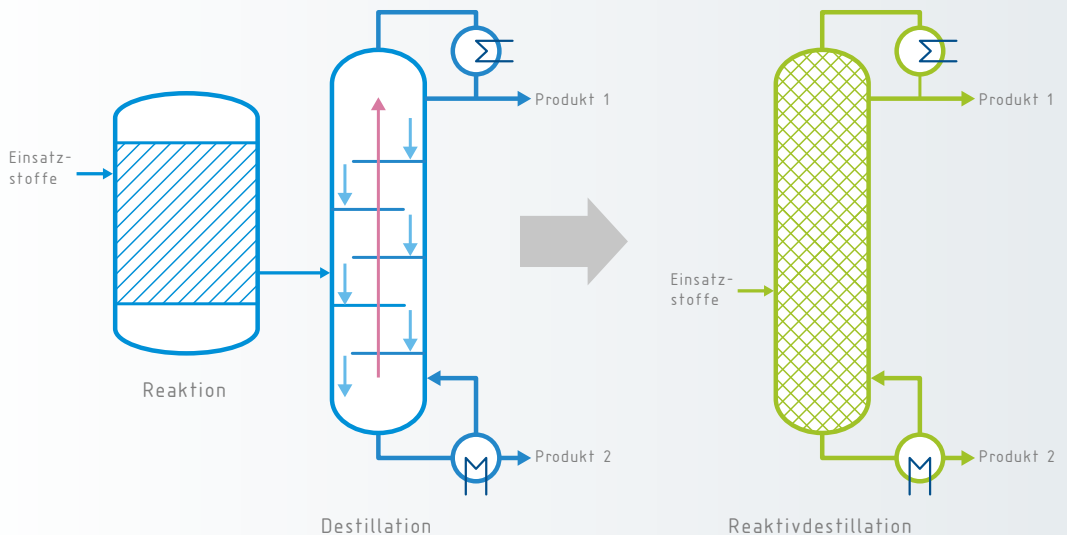 Einsatz-
stoffe
Reaktion
Produkt 1
Produkt 2
Destillation
Einsatz-
stoffe
Produkt 1
Produkt 2
Reaktivdestillation